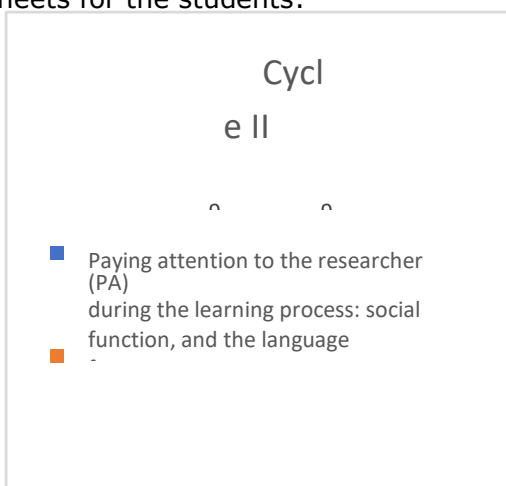 heets for the students.
Cycl
e II
Paying attention to the researcher
(PA)
during the learning process: social
function, and the language